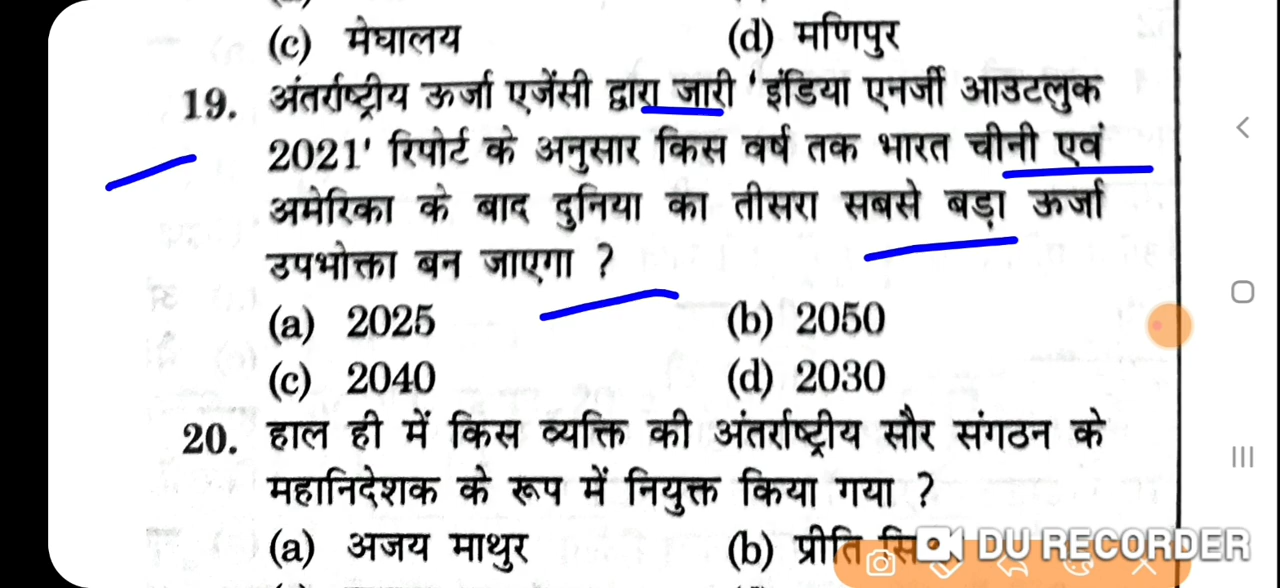 (c) मेघालय (d) मणिपुर
19. अंतर्राष्ट्रीय ऊर्जा एजेंसी द्वारा जारी 'इंडिया एनर्जी आउटलुक
2021' रिपोर्ट के अनुसार किस वर्ष तक भारत चीनी एवं
अमेरिका के बाद दुनिया का तीसरा सबसे बड़ा ऊर्जा
उपभोक्ता बन जाएगा ?
(a) 2025 (b) 2050
(c) 2040 (d) 2030
20. हाल ही में किस व्यक्ति की अंतर्राष्ट्रीय सौर संगठन के
महानिदेशक के रूप में नियुक्त किया गया ?
(a) अजय माथुर (b) प्रीति
DU RECORDER